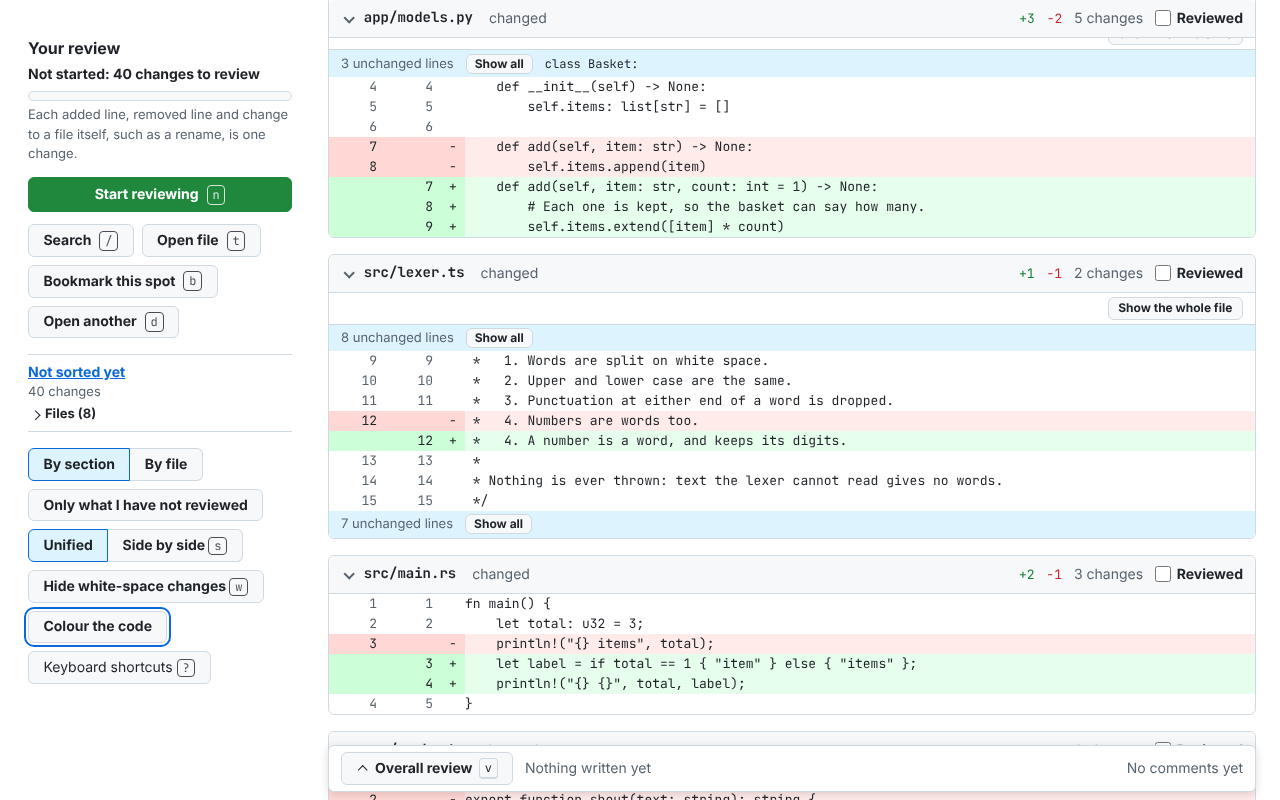 Your review
Not started: 40 changes to review
Each added line, removed line and change
to a file itself, such as a rename, is one
change.
Start reviewing n
Search / Open file t
Bookmark this spot b
Open another d
Not sorted yet
40 changes
Files (8)
By section By file
Only what I have not reviewed
Unified Side by side s
Hide white-space changes w
Colour the code
Keyboard shortcuts ?
app/models.py changed +3 -2 5 changes Reviewed
3 unchanged lines Show all class Basket:
4 4 def __init__(self) -> None:
5 5 self.items: list[str] = []
6 6
7 - def add(self, item: str) -> None:
8 - self.items.append(item)
7 + def add(self, item: str, count: int = 1) -> None:
8 + # Each one is kept, so the basket can say how many.
9 + self.items.extend([item] * count)
src/lexer.ts changed +1 -1 2 changes Reviewed
Show the whole file
8 unchanged lines Show all
9 9 * 1. Words are split on white space.
10 10 * 2. Upper and lower case are the same.
11 11 * 3. Punctuation at either end of a word is dropped.
12 - * 4. Numbers are words too.
12 + * 4. A number is a word, and keeps its digits.
13 13 *
14 14 * Nothing is ever thrown: text the lexer cannot read gives no words.
15 15 */
7 unchanged lines Show all
src/main.rs changed +2 -1 3 changes Reviewed
1 1 fn main() {
2 2 let total: u32 = 3;
3 - println!("{} items", total);
3 + let label = if total == 1 { "item" } else { "items" };
4 + println!("{} {}", total, label);
4 5 }
Overall review v Nothing written yet No comments yet
2 - export function shout(text: string): string {